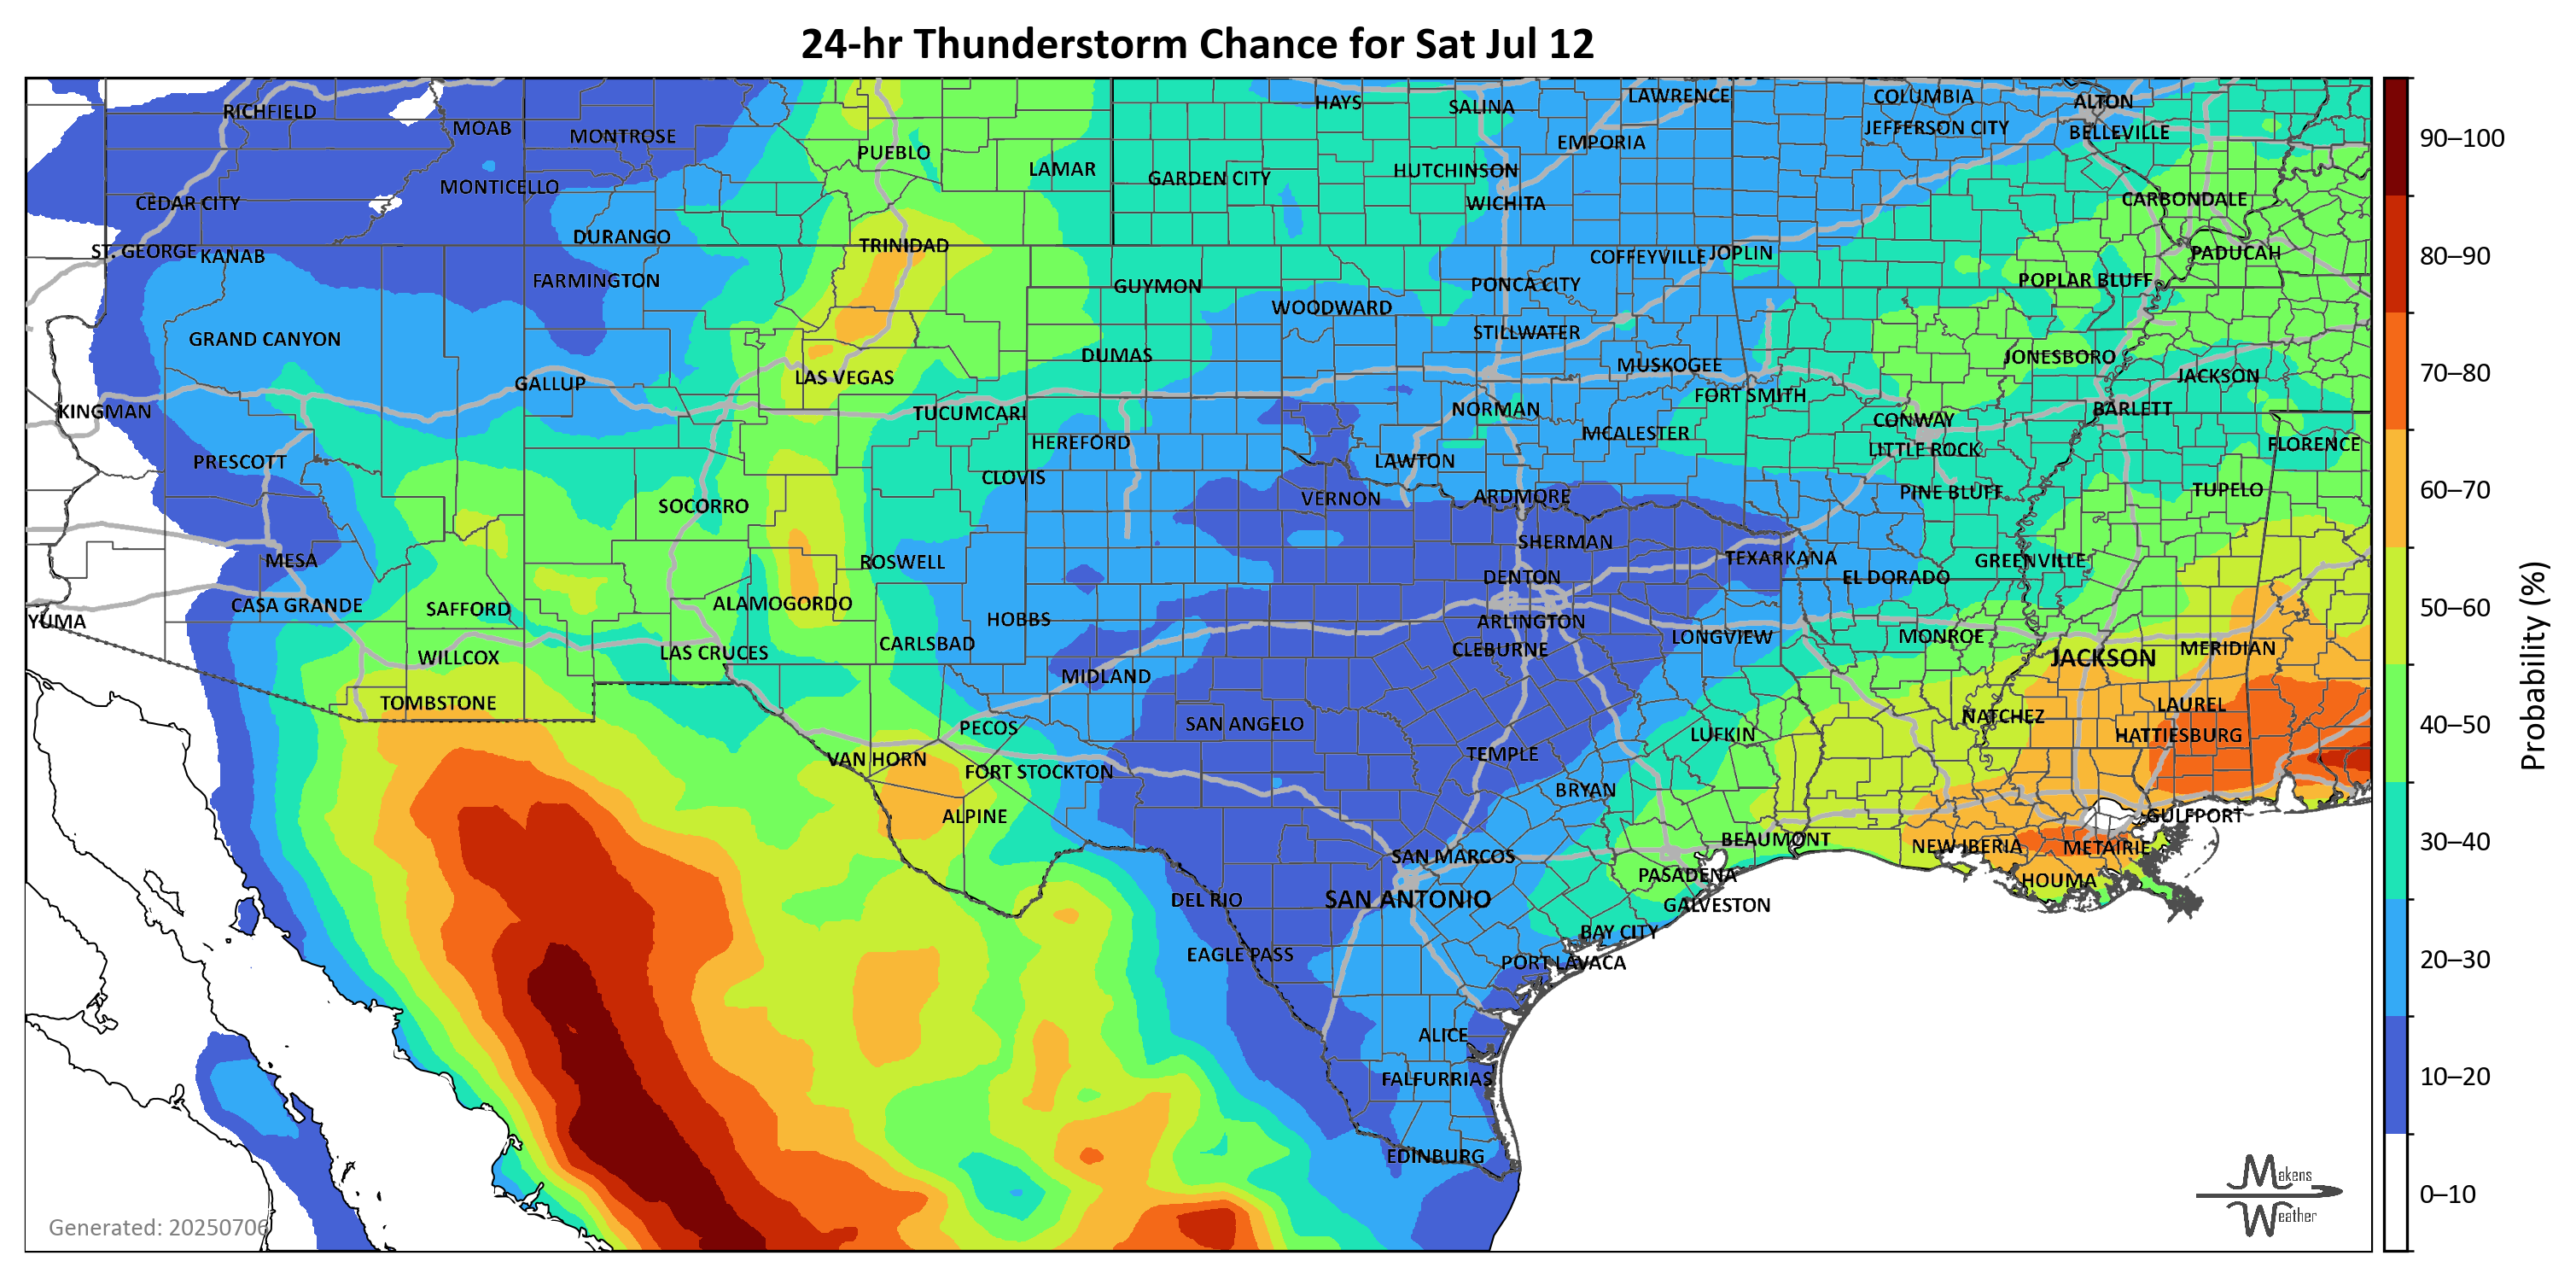 24-hr Thunderstorm Chance for Sat Jul 12
RICHFIELD
MOAB
MONTROSE
PUEBLO
LAMAR
HAYS
SALINA
LAWRENCE
COLUMBIA
ALTON
EMPORIA
JEFFERSON CITY
BELLEVILLE
CEDAR CITY
MONTICELLO
GARDEN CITY
HUTCHINSON
WICHITA
CARBONDALE
ST. GEORGE
KANAB
DURANGO
TRINIDAD
COFFEYVILLE
JOPLIN
PADUCAH
FARMINGTON
GUYMON
WOODWARD
PONCA CITY
POPLAR BLUFF
GRAND CANYON
DUMAS
STILLWATER
MUSKOGEE
JONESBORO
KINGMAN
GALLUP
LAS VEGAS
TUCUMCARI
NORMAN
FORT SMITH
CONWAY
JACKSON
BARLETT
PRESCOTT
HEREFORD
CLOVIS
LAWTON
MCALESTER
LITTLE ROCK
FLORENCE
SOCORRO
VERNON
ARDMORE
PINE BLUFF
TUPELO
MESA
ROSWELL
SHERMAN
TEXARKANA
GREENVILLE
CASA GRANDE
SAFFORD
ALAMOGORDO
DENTON
EL DORADO
YUMA
HOBBS
ARLINGTON
WILLCOX
LAS CRUCES
CARLSBAD
CLEBURNE
LONGVIEW
MONROE
JACKSON
MERIDIAN
TOMBSTONE
MIDLAND
PECOS
SAN ANGELO
LUFKIN
NATCHEZ
LAUREL
HATTIESBURG
VAN HORN
FORT STOCKTON
TEMPLE
BRYAN
ALPINE
GULFPORT
SAN MARCOS
BEAUMONT
NEW IBERIA
METAIRIE
DEL RIO
SAN ANTONIO
PASADENA
GALVESTON
HOUMA
EAGLE PASS
BAY CITY
PORT LAVACA
ALICE
FALFURRIAS
EDINBURG
Generated: 20250706
Makens
Weather
90–100
80–90
70–80
60–70
50–60
40–50
30–40
20–30
10–20
0–10
Probability (%)